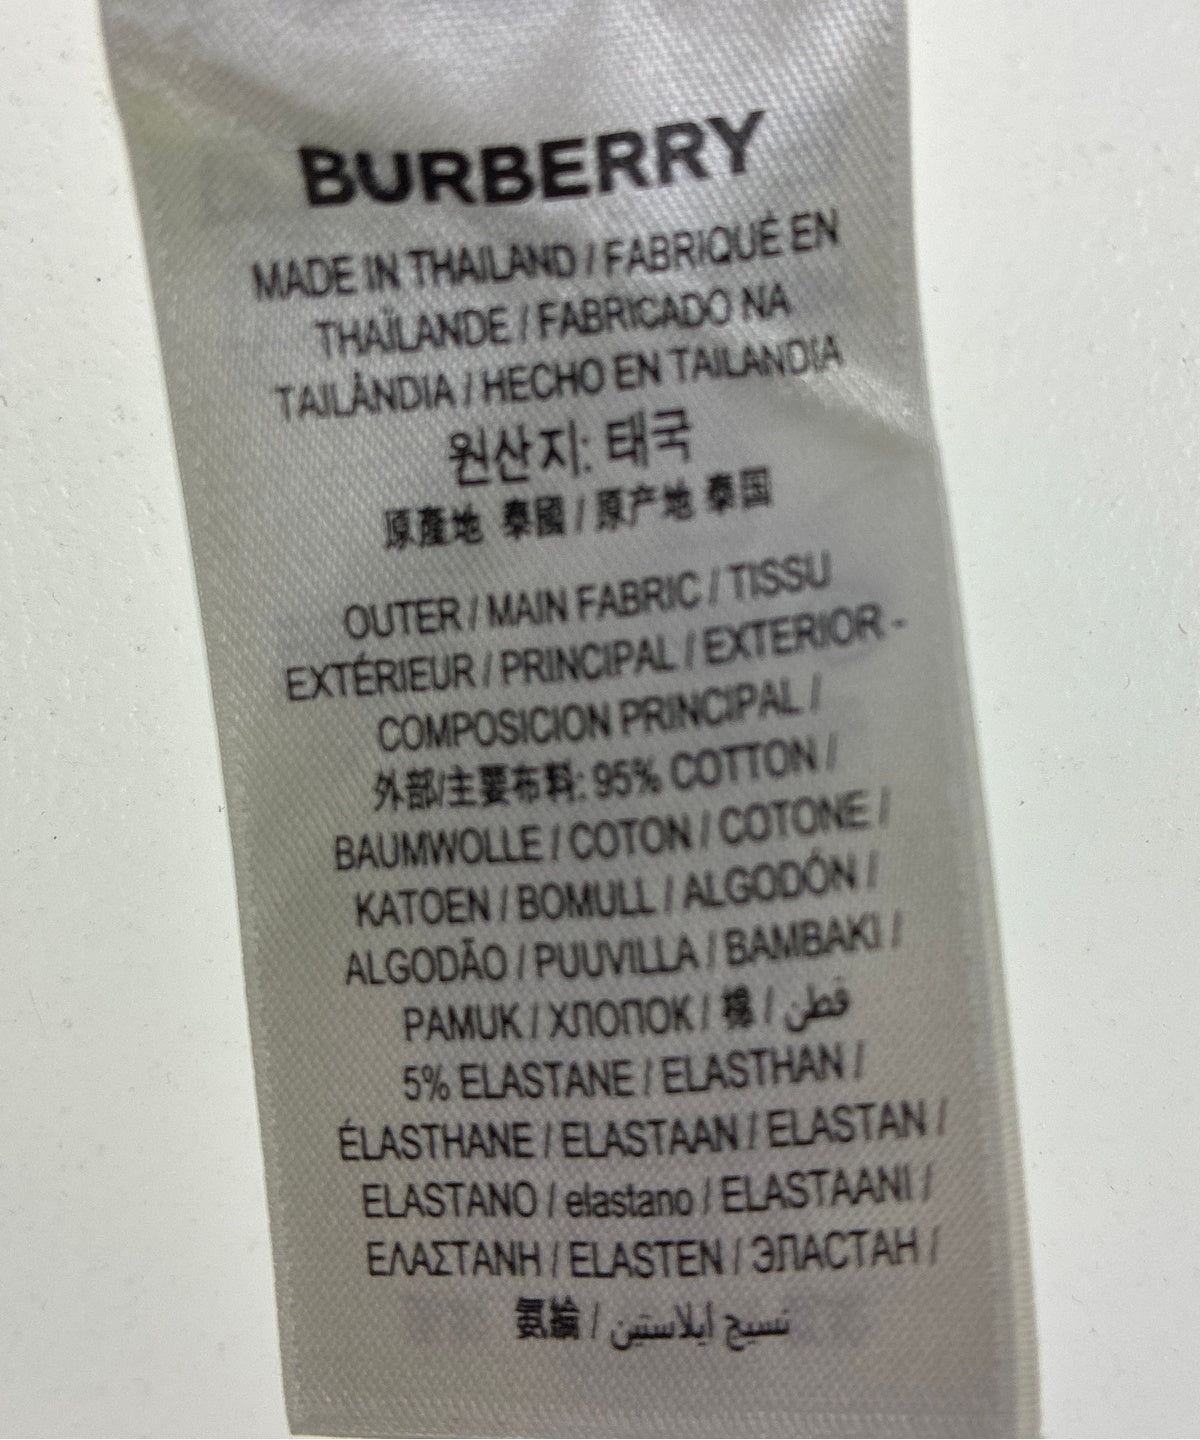 BURBERRY
MADE IN THAILAND / FABRIQUÉ EN
THAÏLANDE / FABRICADO NA
TAILÂNDIA / HECHO EN TAILANDIA
원산지: 태국
原產地 泰國 / 原产地 泰国
OUTER / MAIN FABRIC / TISSU
EXTÉRIEUR / PRINCIPAL / EXTERIOR -
COMPOSICION PRINCIPAL /
外部/主要布料: 95% COTTON /
BAUMWOLLE / COTON / COTONE /
KATOEN / BOMULL / ALGODÓN /
ALGODÃO / PUUVILLA / BAMBAKI /
PAMUK / ХЛОПОК / 棉 / قطن
5% ELASTANE / ELASTHAN /
ÉLASTHANE / ELASTAAN / ELASTAN /
ELASTANO / elastano / ELASTAANI /
ΕΛΑΣΤΑΝΗ / ELASTEN / ЭЛАСТАН /
氨綸 / نسيج ايلاستين